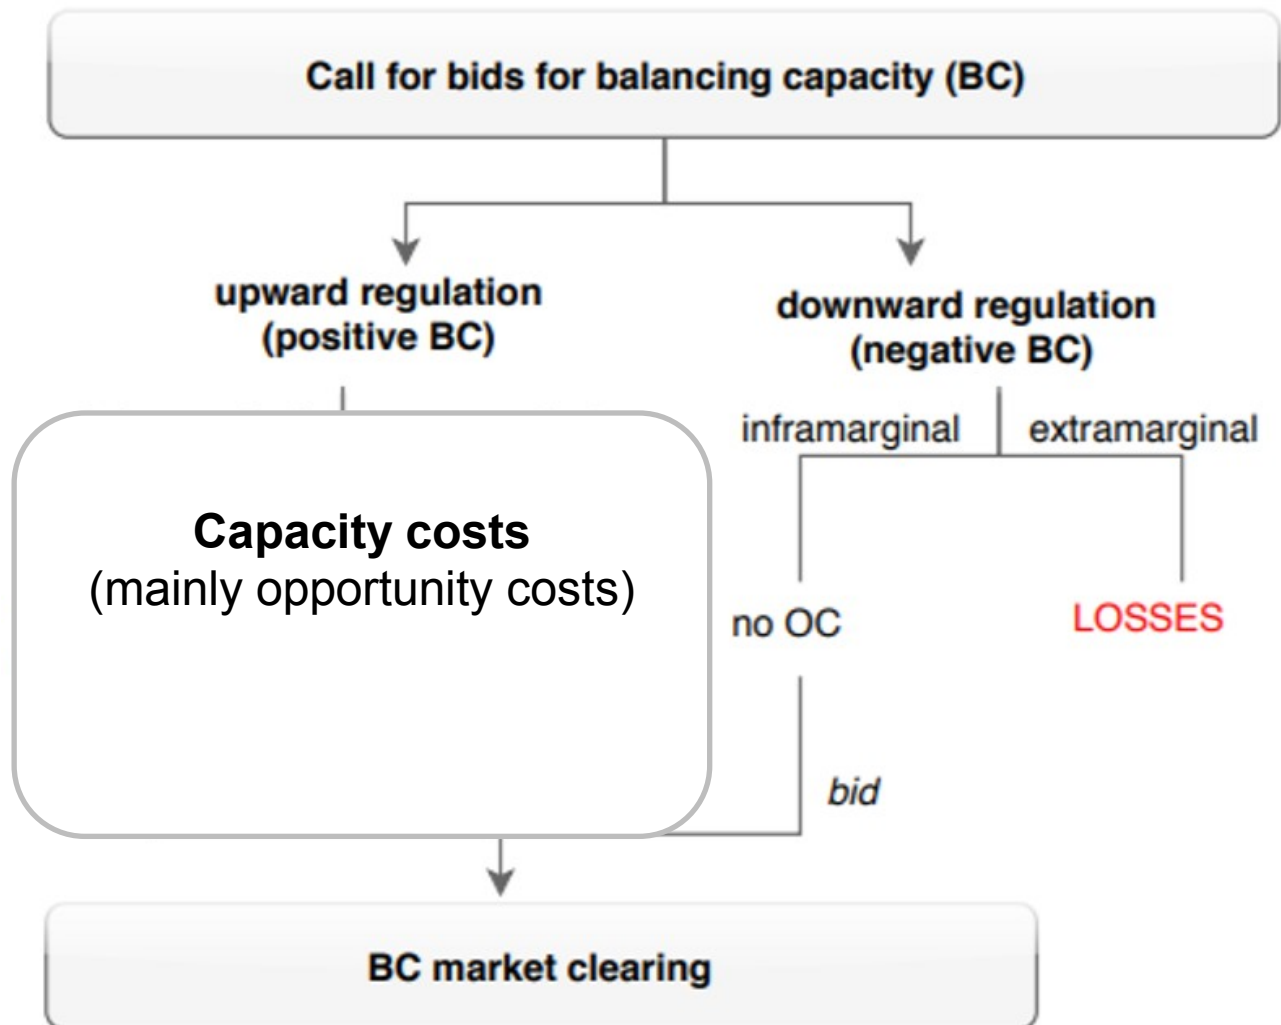 Call for bids for balancing capacity (BC)
upward regulation
(positive BC)
downward regulation
(negative BC)
inframarginal
extramarginal
Capacity costs
(mainly opportunity costs)
no OC
LOSSES
bid
BC market clearing